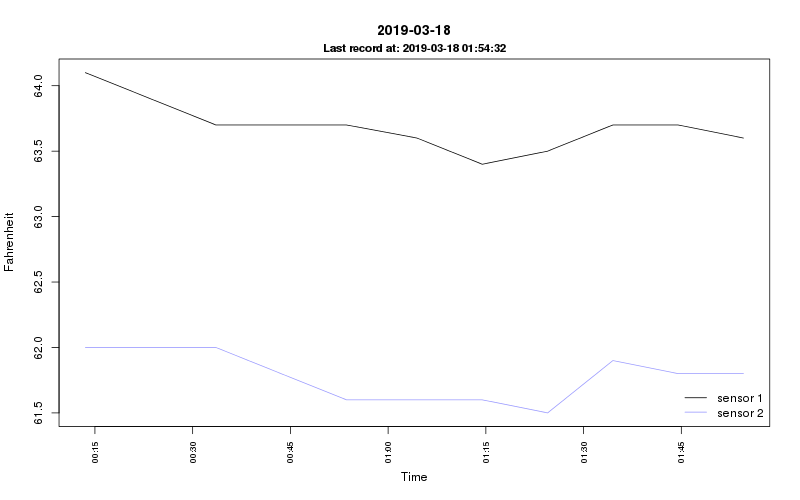 2019-03-18
Last record at: 2019-03-18 01:54:32
Fahrenheit
64.0
63.5
63.0
62.5
62.0
61.5
sensor 1
sensor 2
00:15 00:30 00:45 01:00 01:15 01:30 01:45
Time